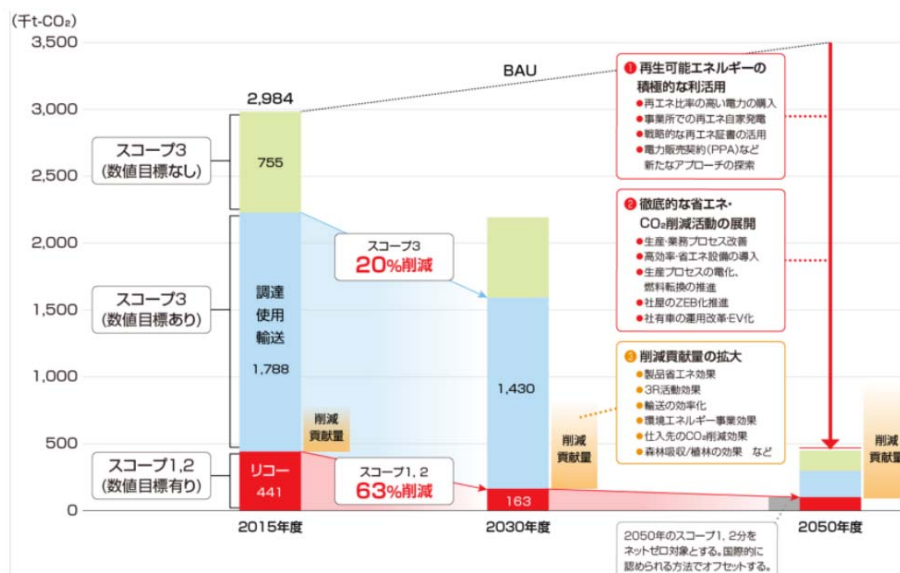 (千t-CO₂)
3,500
3,000
2,500
2,000
1,500
1,000
500
0
BAU
2,984
スコープ3
(数値目標なし)
755
スコープ3
(数値目標あり)
調達
使用
輸送
1,788
削減
貢献量
スコープ1,2
(数値目標有り)
リコー
441
2015年度
スコープ3
20%削減
スコープ1, 2
63%削減
1,430
163
削減
貢献量
2030年度
❶ 再生可能エネルギーの
積極的な利活用
●再エネ比率の高い電力の購入
●事業所での再エネ自家発電
●戦略的な再エネ証書の活用
●電力販売契約(PPA)など
新たなアプローチの探索
❷ 徹底的な省エネ・
CO₂削減活動の展開
●生産・業務プロセス改善
●高効率・省エネ設備の導入
●生産プロセスの電化、
燃料転換の推進
●社屋のZEB化推進
●社有車の運用改革・EV化
❸ 削減貢献量の拡大
●製品省エネ効果
●3R活動効果
●輸送の効率化
●環境エネルギー事業効果
●仕入先のCO₂削減効果
●森林吸収/植林の効果 など
削減
貢献量
2050年度
2050年のスコープ1, 2分を
ネットゼロ対象とする。国際的に
認められる方法でオフセットする。